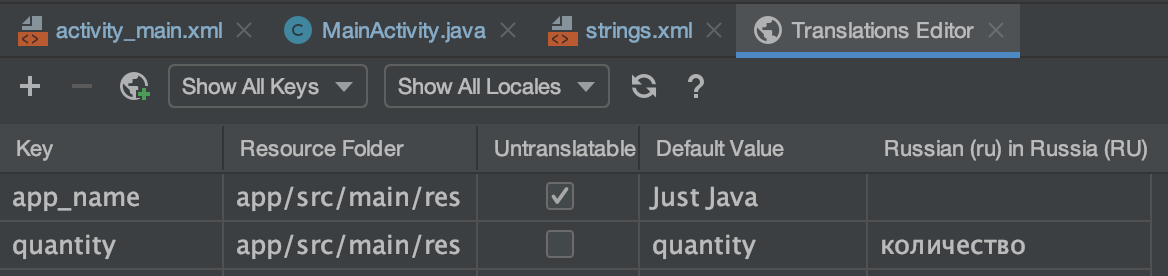 activity_main.xml MainActivity.java strings.xml Translations Editor
Show All Keys Show All Locales ?
Key Resource Folder Untranslatable Default Value Russian (ru) in Russia (RU)
app_name app/src/main/res Just Java
quantity app/src/main/res quantity количество